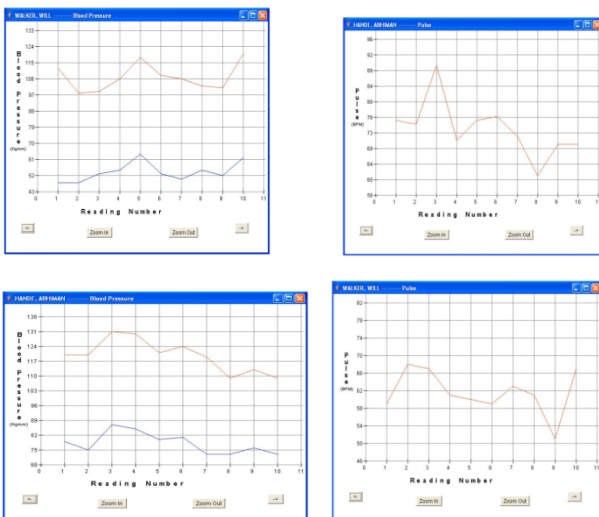 WALKER, WILL ---------- Blood Pressure
133
124
115
106
97
88
79
70
61
52
43
Blood Pressure
0 1 2 3 4 5 6 7 8 9 10 11
Reading Number
<-
Zoom In
Zoom Out
->
HANDE, ABHIMAN ---------- Pulse
96
92
88
84
80
76
72
68
64
60
56
Pulse
(BPM)
0 1 2 3 4 5 6 7 8 9 10 11
Reading Number
<-
Zoom In
Zoom Out
->
HANDE, ABHIMAN ---------- Blood Pressure
138
131
124
117
110
103
96
89
82
75
68
Blood Pressure
0 1 2 3 4 5 6 7 8 9 10 11
Reading Number
<-
Zoom In
Zoom Out
->
WALKER, WILL ---------- Pulse
82
78
74
70
66
62
58
54
50
46
Pulse
(BPM)
0 1 2 3 4 5 6 7 8 9 10 11
Reading Number
<-
Zoom In
Zoom Out
->